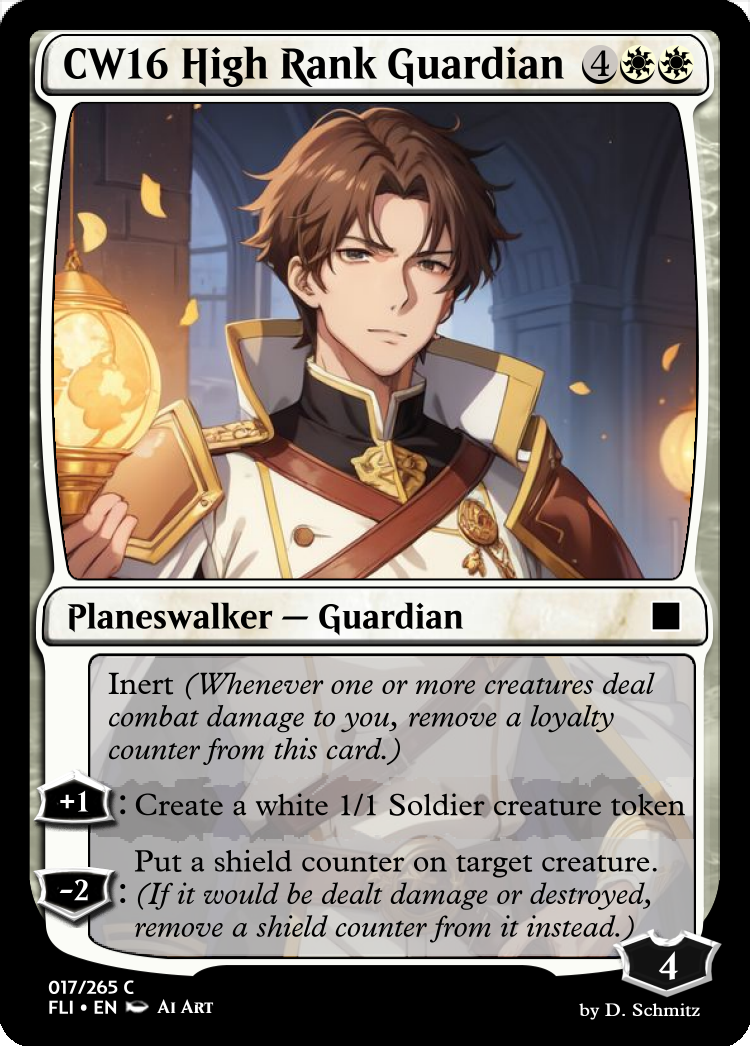 CW16 High Rank Guardian 4
Planeswalker — Guardian
Inert (Whenever one or more creatures deal
combat damage to you, remove a loyalty
counter from this card.)
+1 : Create a white 1/1 Soldier creature token
Put a shield counter on target creature.
-2 : (If it would be dealt damage or destroyed,
remove a shield counter from it instead.)
4
017/265 C
FLI • EN AI ART
by D. Schmitz